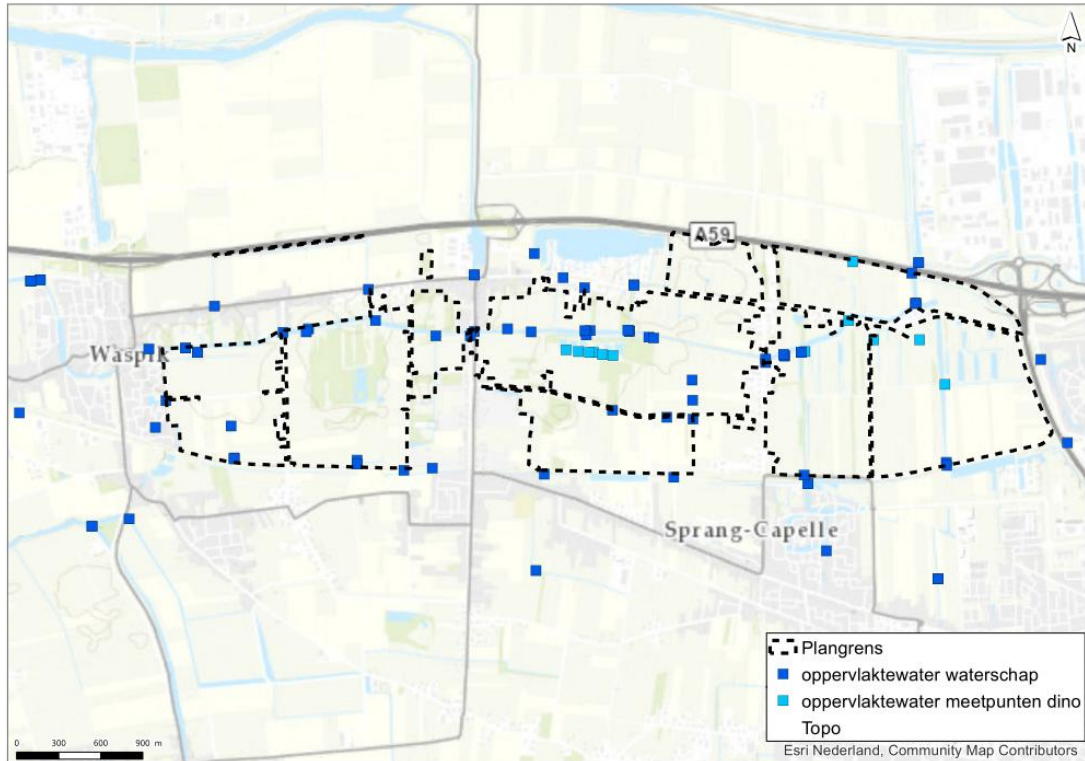 N
A59
Waspik
Sprang-Capelle
Plangrens
oppervlaktewater waterschap
oppervlaktewater meetpunten dino
Topo
0 300 600 900 m
Esri Nederland, Community Map Contributors